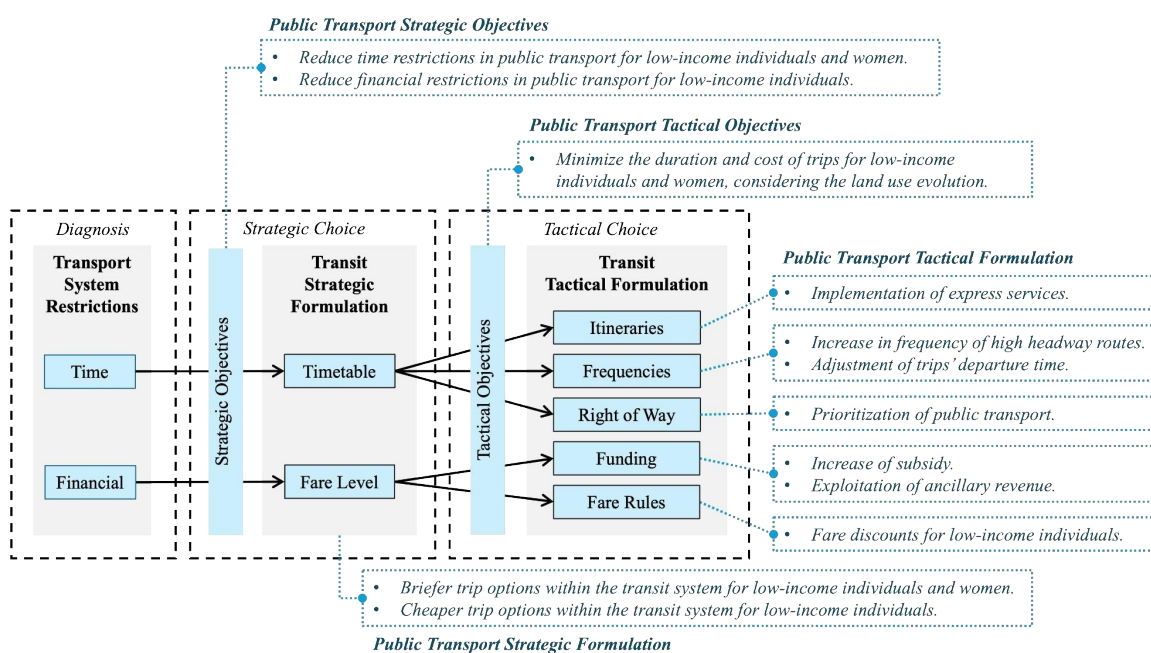 Public Transport Strategic Objectives
• Reduce time restrictions in public transport for low-income individuals and women.
• Reduce financial restrictions in public transport for low-income individuals.
Public Transport Tactical Objectives
• Minimize the duration and cost of trips for low-income
individuals and women, considering the land use evolution.
Diagnosis
Transport
System
Restrictions
Time
Financial
Strategic Choice
Strategic Objectives
Transit
Strategic
Formulation
Timetable
Fare Level
Tactical Choice
Tactical Objectives
Transit
Tactical Formulation
Itineraries
Frequencies
Right of Way
Funding
Fare Rules
Public Transport Tactical Formulation
• Implementation of express services.
• Increase in frequency of high headway routes.
• Adjustment of trips' departure time.
• Prioritization of public transport.
• Increase of subsidy.
• Exploitation of ancillary revenue.
• Fare discounts for low-income individuals.
• Briefer trip options within the transit system for low-income individuals and women.
• Cheaper trip options within the transit system for low-income individuals.
Public Transport Strategic Formulation